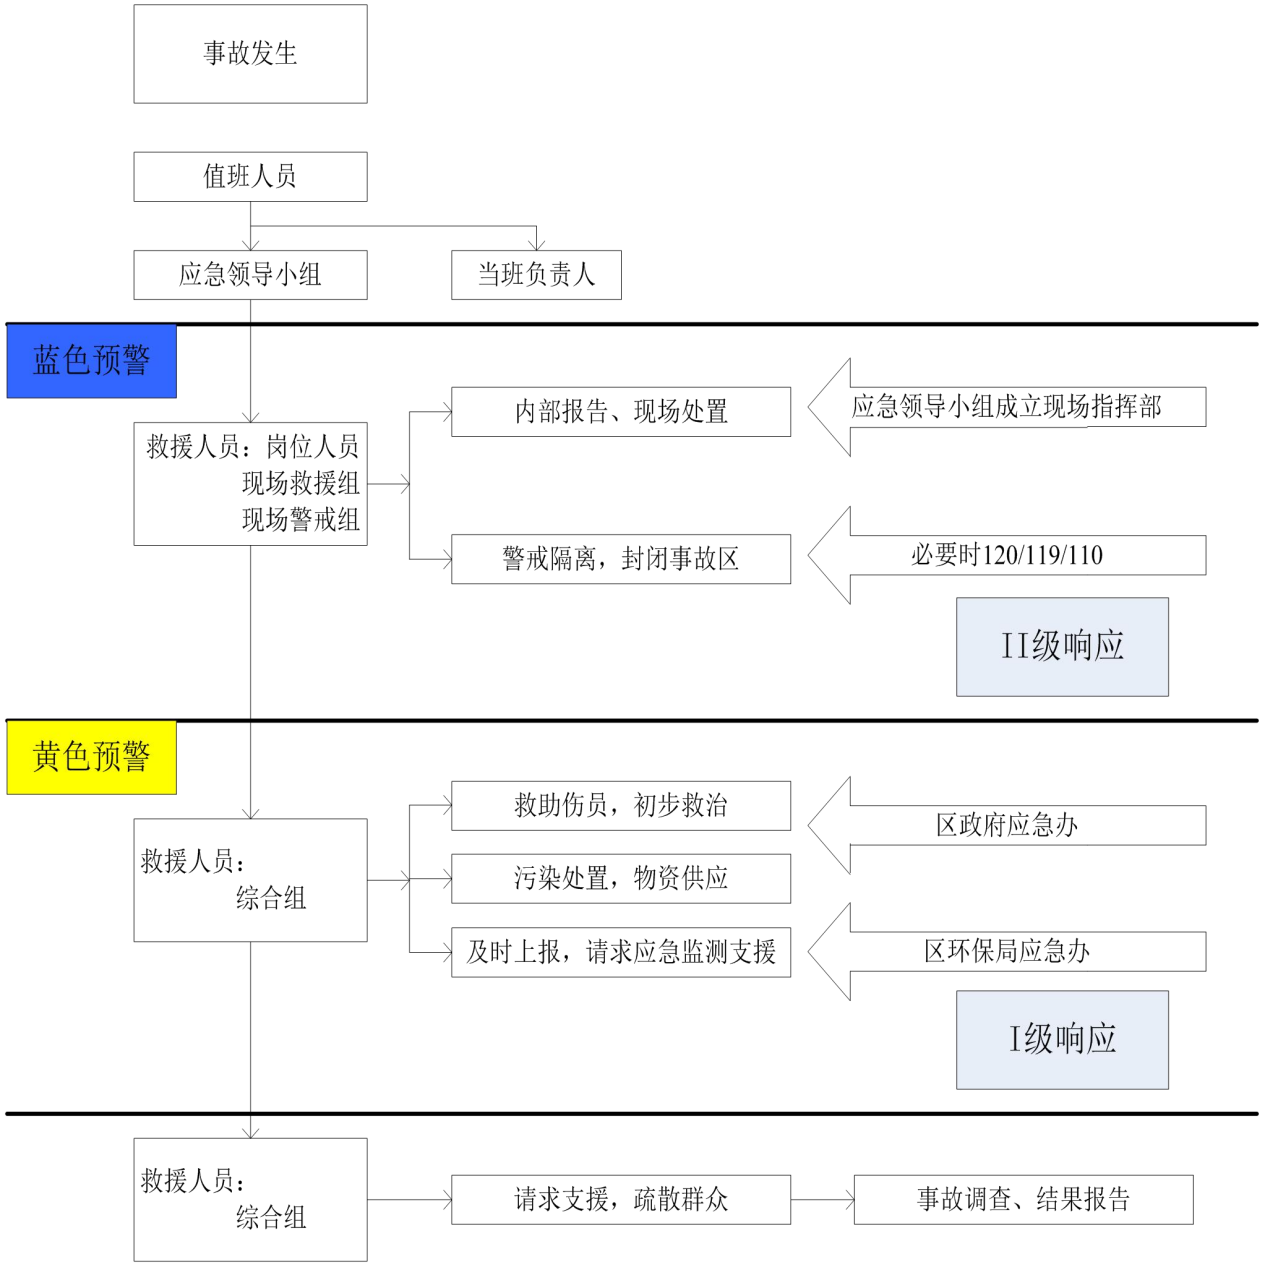 事故发生
值班人员
应急领导小组
当班负责人
蓝色预警
内部报告、现场处置
应急领导小组成立现场指挥部
救援人员：岗位人员
现场救援组
现场警戒组
警戒隔离，封闭事故区
必要时120/119/110
II级响应
黄色预警
救助伤员，初步救治
区政府应急办
救援人员：
综合组
污染处置，物资供应
及时上报，请求应急监测支援
区环保局应急办
I级响应
救援人员：
综合组
请求支援，疏散群众
事故调查、结果报告